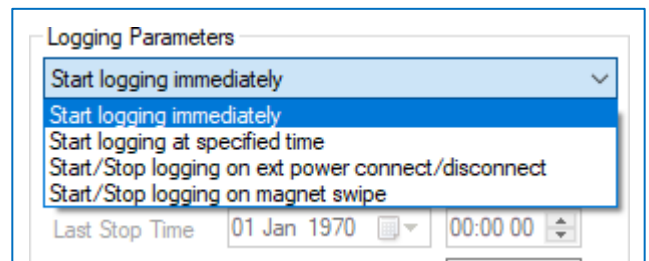 Logging Parameters
Start logging immediately
Start logging immediately
Start logging at specified time
Start/Stop logging on ext power connect/disconnect
Start/Stop logging on magnet swipe
Last Stop Time 01 Jan 1970 00:00 00